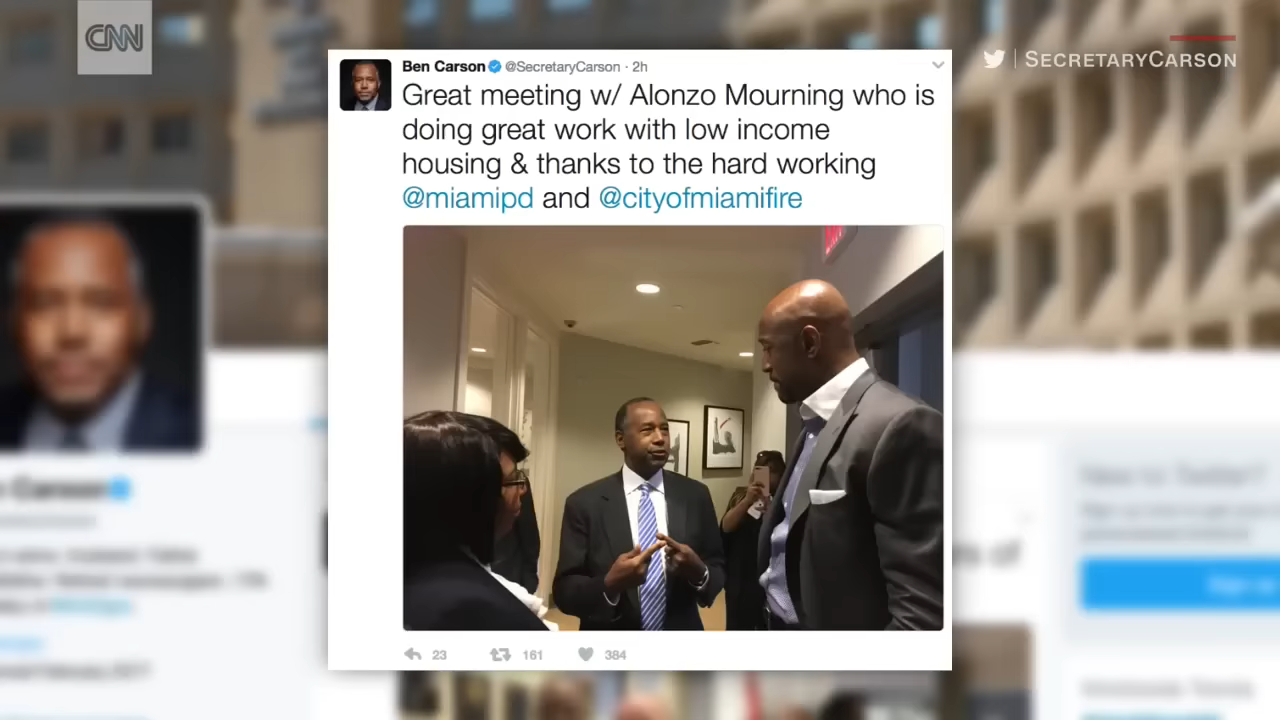 CNN
SECRETARYCARSON
Ben Carson @SecretaryCarson · 2h
Great meeting w/ Alonzo Mourning who is
doing great work with low income
housing & thanks to the hard working
@miamipd and @cityofmiamifire
23 161 384